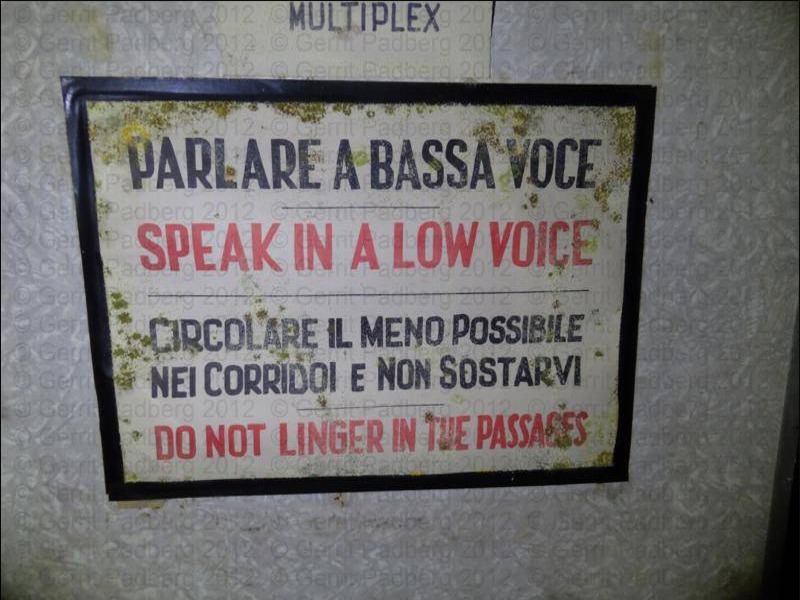 MULTIPLEX
PARLARE A BASSA VOCE
SPEAK IN A LOW VOICE
CIRCOLARE IL MENO POSSIBILE
NEI CORRIDOI E NON SOSTARVI
DO NOT LINGER IN THE PASSAGES
© Gerrit Padberg 2012